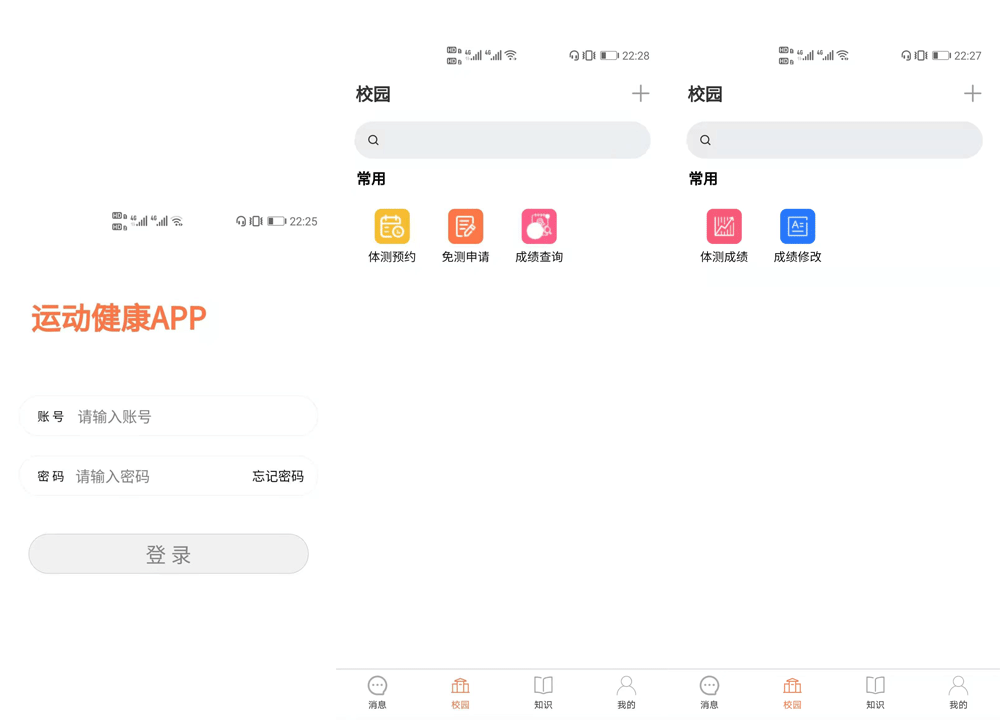 22:25
运动健康APP
账号 请输入账号
密码 请输入密码 忘记密码
登录
22:28
校园
常用
体测预约 免测申请 成绩查询
消息 校园 知识 我的
22:27
校园
常用
体测成绩 成绩修改
消息 校园 知识 我的